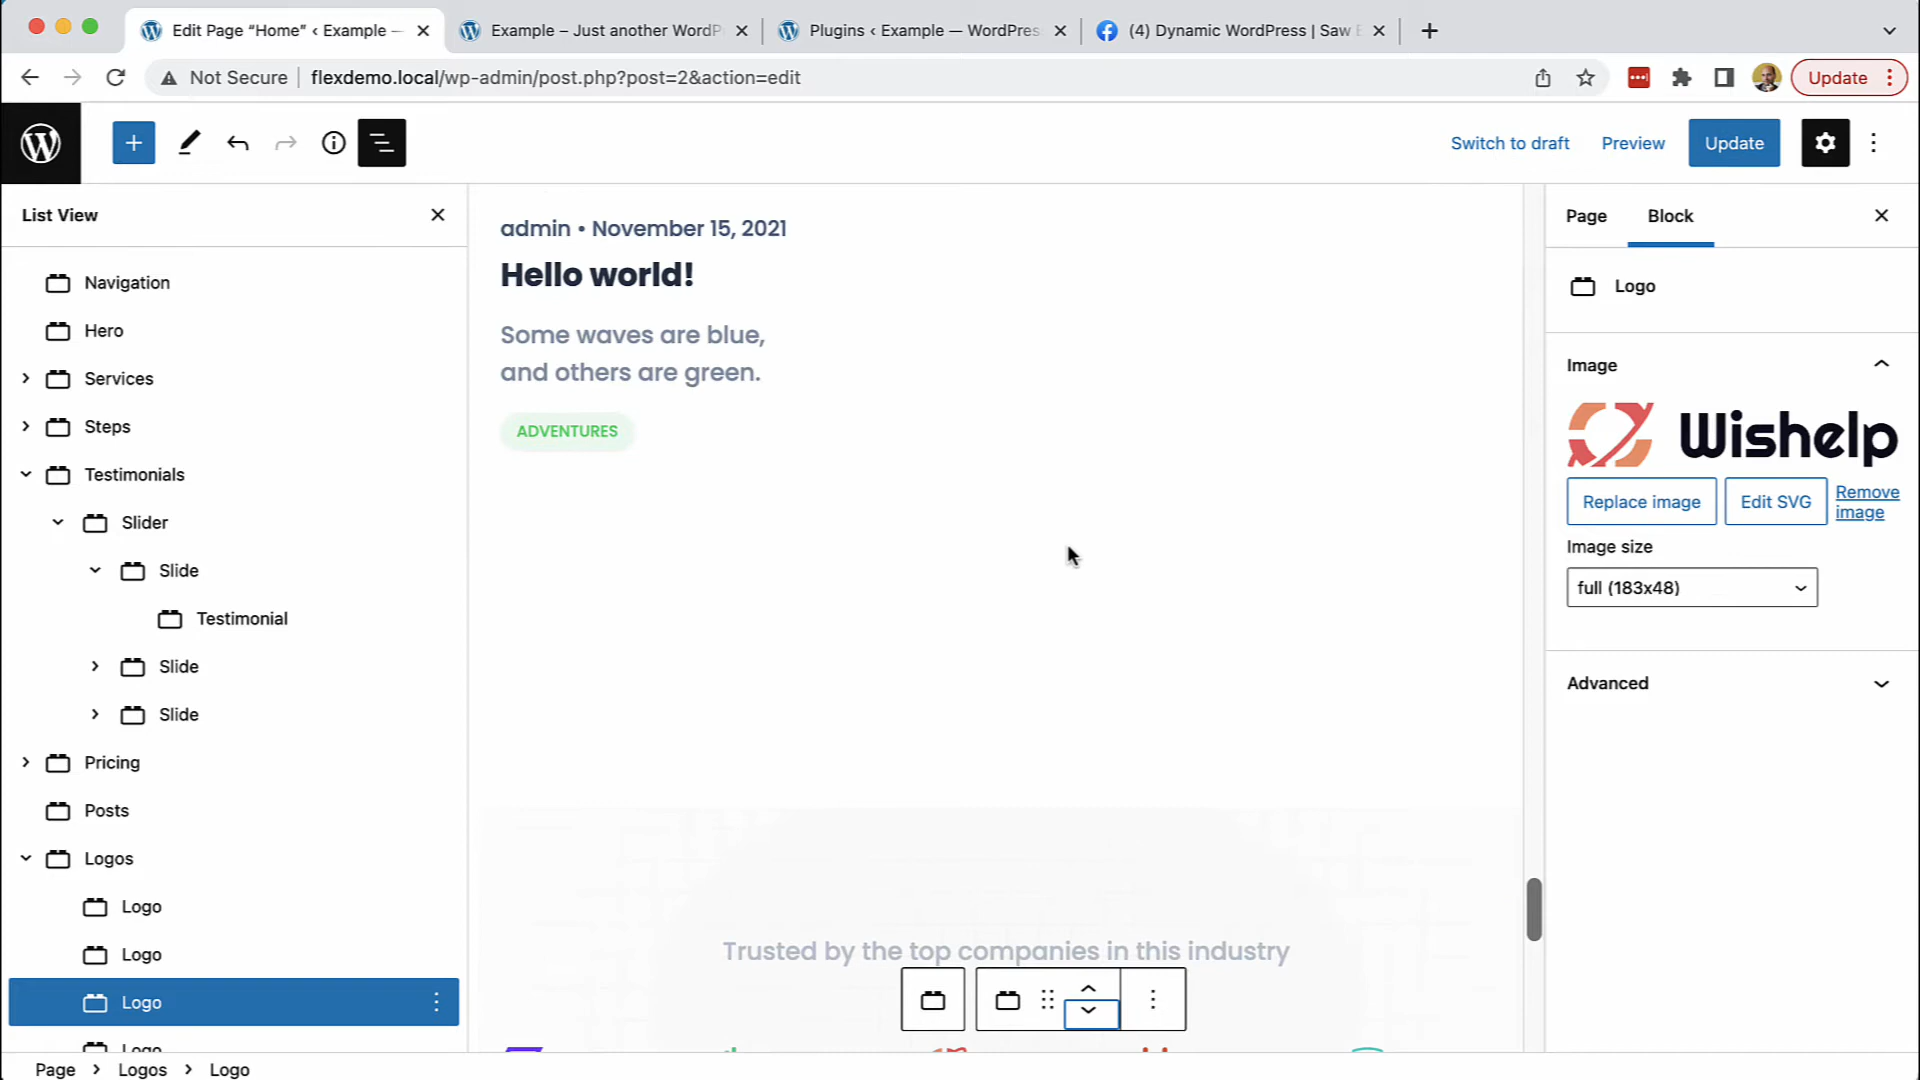 Edit Page “Home” ‹ Example —
Example – Just another WordP
Plugins ‹ Example — WordPres
(4) Dynamic WordPress | Saw
Not Secure
flexdemo.local/wp-admin/post.php?post=2&action=edit
Update
Switch to draft
Preview
Update
List View
Navigation
Hero
Services
Steps
Testimonials
Slider
Slide
Testimonial
Slide
Slide
Pricing
Posts
Logos
Logo
Logo
Logo
Logo
Page
Logos
Logo
admin • November 15, 2021
Hello world!
Some waves are blue,
and others are green.
ADVENTURES
Trusted by the top companies in this industry
Page
Block
Logo
Image
Wishelp
Replace image
Edit SVG
Remove
image
Image size
full (183x48)
Advanced